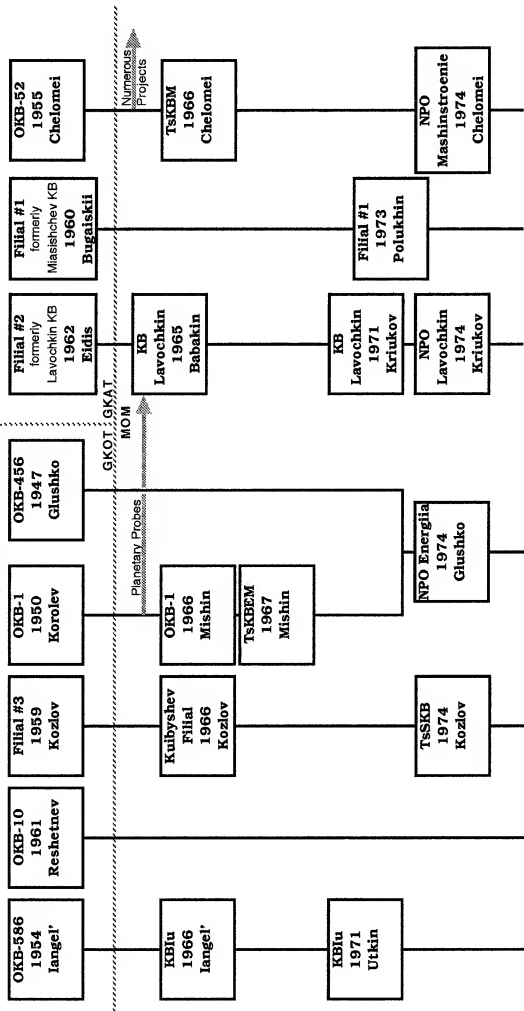 OKB-586
1954
Iangel'
OKB-10
1961
Reshetnev
Filial #3
1959
Kozlov
OKB-1
1950
Korolev
OKB-456
1947
Glushko
Filial #2
formerly
Lavochkin KB
1962
Eidis
Filial #1
formerly
Miasishchev KB
1960
Bugaiskii
OKB-52
1955
Chelomei
GKOT
GKAT
MOM
Planetary Probes
Numerous
Projects
KBIu
1966
Iangel'
Kuibyshev
Filial
1966
Kozlov
OKB-1
1966
Mishin
TsKBEM
1967
Mishin
KB
Lavochkin
1965
Babakin
TsKBM
1966
Chelomei
KBIu
1971
Utkin
KB
Lavochkin
1971
Kriukov
Filial #1
1973
Polukhin
TsSKB
1974
Kozlov
NPO Energiia
1974
Glushko
NPO
Lavochkin
1974
Kriukov
NPO
Mashinstroenie
1974
Chelomei